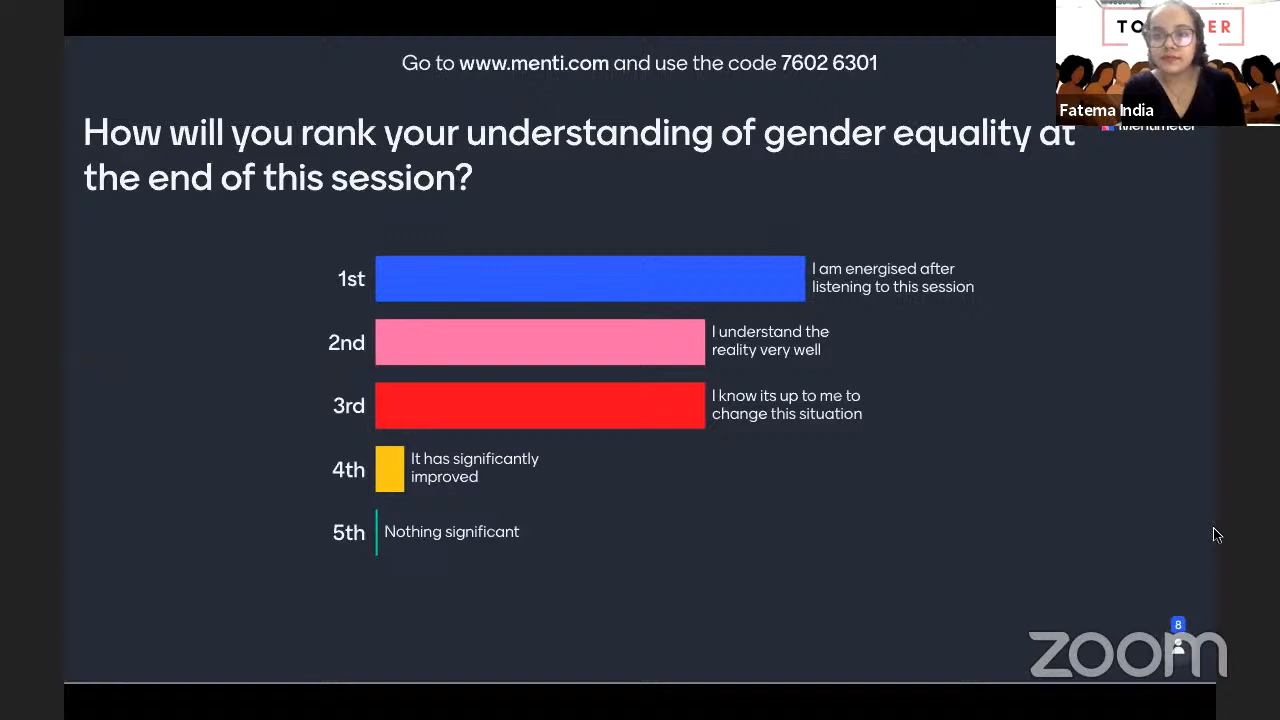 Go to www.menti.com and use the code 7602 6301
TO
ER
Fatema India
Mentimeter
How will you rank your understanding of gender equality at
the end of this session?
1st
I am energised after
listening to this session
2nd
I understand the
reality very well
3rd
I know its up to me to
change this situation
4th
It has significantly
improved
5th
Nothing significant
8
zoom